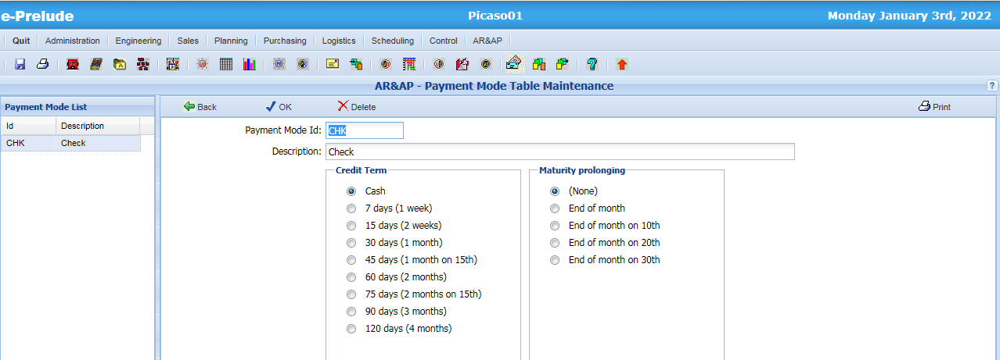 e-Prelude Picaso01 Monday January 3rd, 2022
Quit Administration Engineering Sales Planning Purchasing Logistics Scheduling Control AR&AP
AR&AP - Payment Mode Table Maintenance ?
Payment Mode List
Id Description
CHK Check
Back OK Delete Print
Payment Mode Id: CHK
Description: Check
Credit Term
Cash
7 days (1 week)
15 days (2 weeks)
30 days (1 month)
45 days (1 month on 15th)
60 days (2 months)
75 days (2 months on 15th)
90 days (3 months)
120 days (4 months)
Maturity prolonging
(None)
End of month
End of month on 10th
End of month on 20th
End of month on 30th